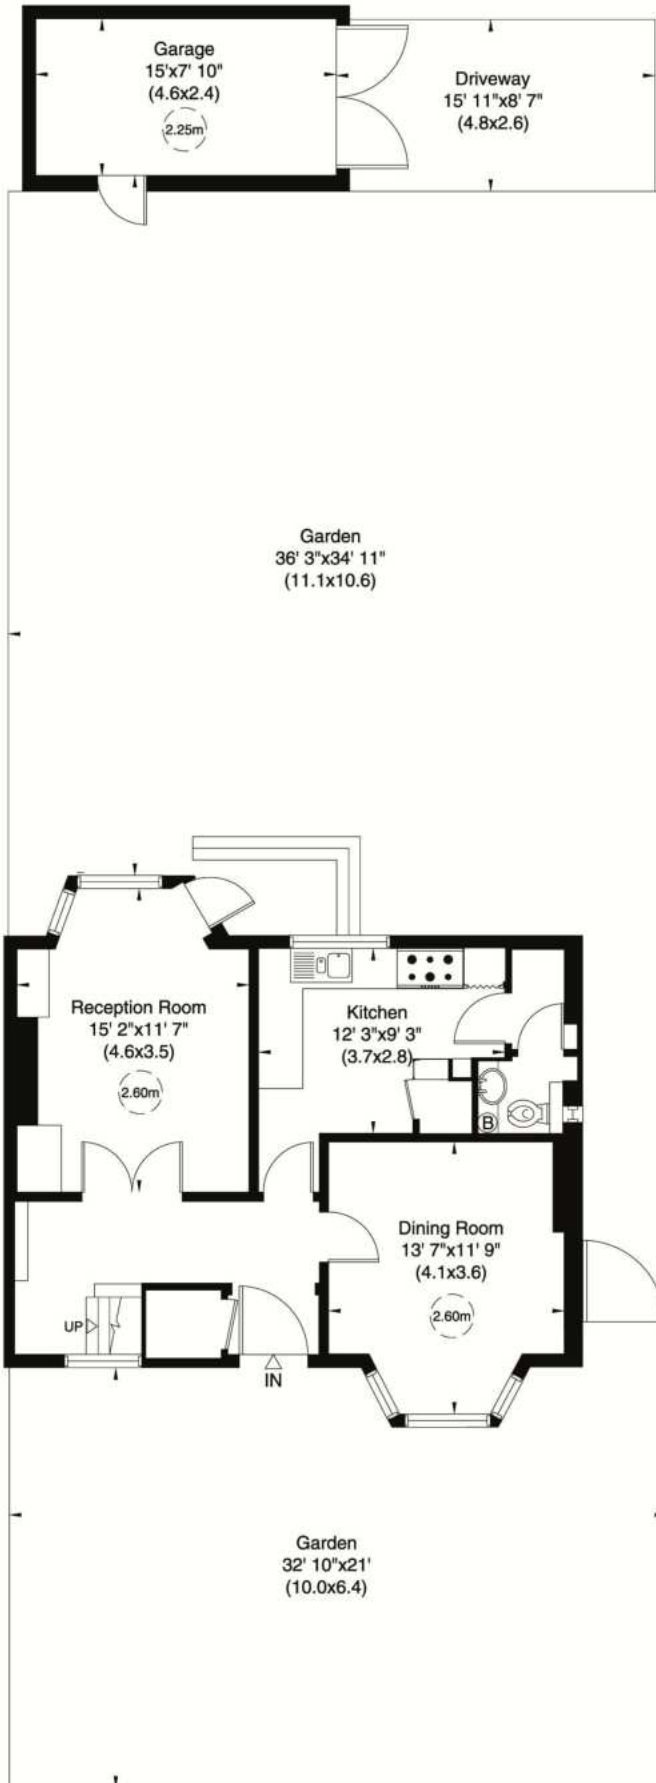 Garage
15'x7' 10"
(4.6x2.4)
2.25m
Driveway
15' 11"x8' 7"
(4.8x2.6)
Garden
36' 3"x34' 11"
(11.1x10.6)
Reception Room
15' 2"x11' 7"
(4.6x3.5)
2.60m
Kitchen
12' 3"x9' 3"
(3.7x2.8)
B
Dining Room
13' 7"x11' 9"
(4.1x3.6)
2.60m
UP
IN
Garden
32' 10"x21'
(10.0x6.4)